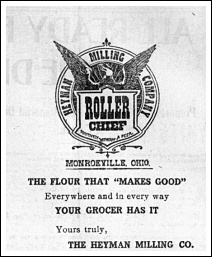 HEYMAN MILLING COMPANY
ROLLER
CHIEF
MONROEVILLE, OHIO.
THE FLOUR THAT "MAKES GOOD"
Everywhere and in every way
YOUR GROCER HAS IT
Yours truly,
THE HEYMAN MILLING CO.